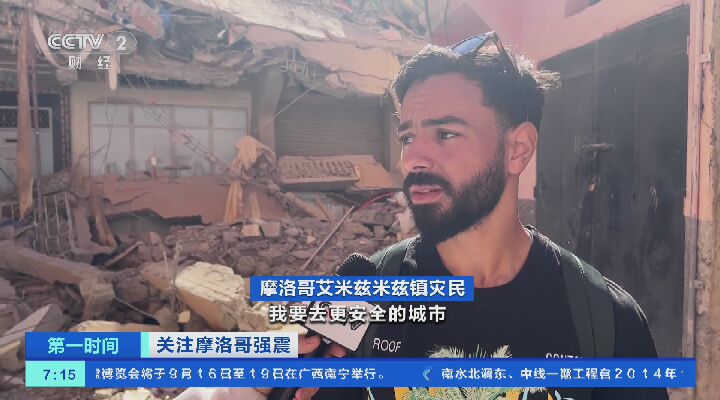 CCTV 2
财经
摩洛哥艾米兹米兹镇灾民
我要去更安全的城市
ROOF
第一时间
关注摩洛哥强震
7:15
博览会将于9月16日至19日在广西南宁举行。
南水北调东、中线一期工程自2014年